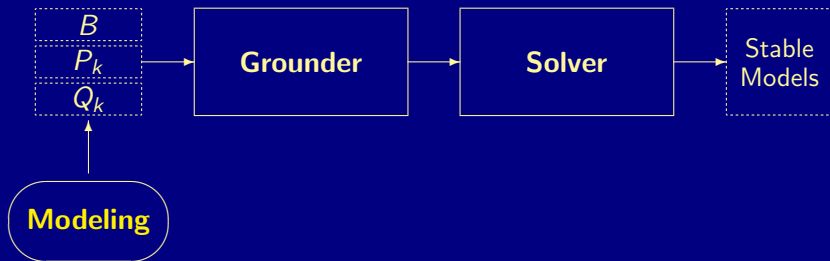 B
P_k
Q_k
Grounder
Solver
Stable
Models
Modeling